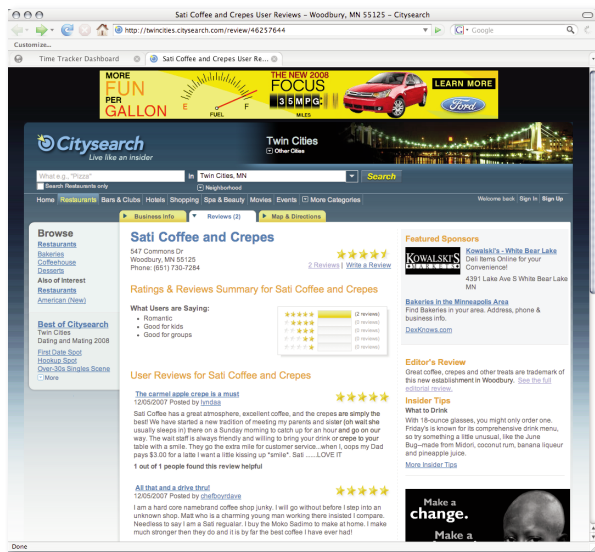 Sati Coffee and Crepes User Reviews - Woodbury, MN 55125 - Citysearch
http://twincities.citysearch.com/review/46257644
G Google
Customize...
Time Tracker Dashboard
Sati Coffee and Crepes User Re...
MORE
FUN
PER
GALLON
E
FUEL
F
THE NEW 2008
FOCUS
35MPG
MILES
LEARN MORE
Ford
Citysearch
Live like an insider
Twin Cities
Other Cities
What e.g., "Pizza"
in
Twin Cities, MN
Search
Search Restaurants only
Neighborhood
Home Restaurants Bars & Clubs Hotels Shopping Spa & Beauty Movies Events More Categories
Welcome back | Sign In | Sign Up
Business Info
Reviews (2)
Map & Directions
Browse
Restaurants
Bakeries
Coffeehouse
Desserts
Also of interest
Restaurants
American (New)
Best of Citysearch
Twin Cities
Dating and Mating 2008
First Date Spot
Hookup Spot
Over-30s Singles Scene
More
Sati Coffee and Crepes
547 Commons Dr
Woodbury, MN 55125
Phone: (651) 730-7284
2 Reviews | Write a Review
Ratings & Reviews Summary for Sati Coffee and Crepes
What Users are Saying:
• Romantic
• Good for kids
• Good for groups
(2 reviews)
(0 reviews)
(0 reviews)
(0 reviews)
(0 reviews)
User Reviews for Sati Coffee and Crepes
The carmel apple crepe is a must
12/05/2007 Posted by lyndaa
Sati Coffee has a great atmosphere, excellent coffee, and the crepes are simply the
best! We have started a new tradition of meeting my parents and sister (oh wait she
usually sleeps in) there on a Sunday morning to catch up for an hour and go on our
way. The wait staff is always friendly and willing to bring your drink or crepe to your
table with a smile. They go the extra mile for customer service...when I, oops my Dad
pays $3.00 for a latte I want a little kissing up *smile*. Sati ......LOVE IT
1 out of 1 people found this review helpful
All that and a drive thru!
12/05/2007 Posted by chefboyrdave
I am a hard core namebrand coffee shop junky. I will go without before I step into an
unknown shop. Matt who is a charming young man working there insisted I compare.
Needless to say I am a Sati regualar. I buy the Moko Sadimo to make at home. I make
much stronger then they do and it is by far the best coffee I have ever had!
Featured Sponsors
KOWALSKI'S
MARKETS
Kowalski's - White Bear Lake
Deli Items Online for your
Convenience!
4391 Lake Ave S White Bear Lake
MN
Bakeries in the Minneapolis Area
Find Bakeries in your area. Address, phone &
business info.
DexKnows.com
Editor's Review
Great coffee, crepes and other treats are trademark of
this new establishment in Woodbury. See the full
editorial review.
Insider Tips
What to Drink
With 18-ounce glasses, you might only order one.
Friday's is known for its comprehensive drink menu,
so try something a little unusual, like the June
Bug--made from Midori, coconut rum, banana liqueur
and pineapple juice.
More Insider Tips
Make a
change.
Make a
Done